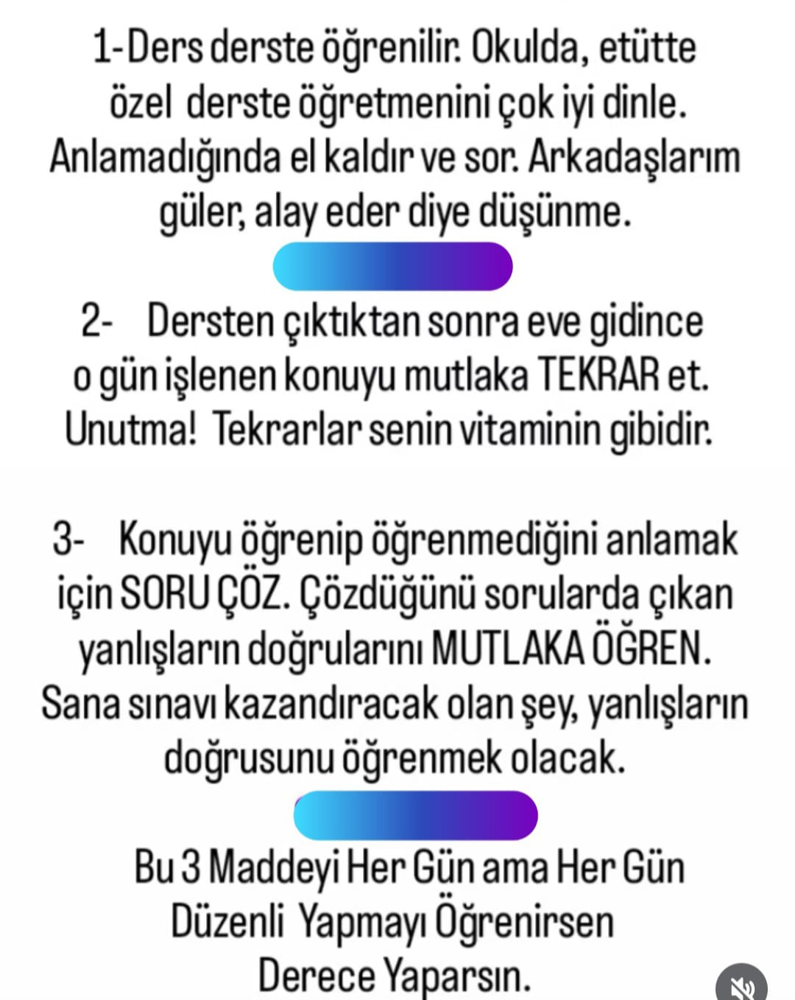 1-Ders derste öğrenilir. Okulda, etütte
özel derste öğretmenini çok iyi dinle.
Anlamadığında el kaldır ve sor. Arkadaşlarım
güler, alay eder diye düşünme.
2- Dersten çıktıktan sonra eve gidince
o gün işlenen konuyu mutlaka TEKRAR et.
Unutma! Tekrarlar senin vitaminin gibidir.
3- Konuyu öğrenip öğrenmediğini anlamak
için SORU ÇÖZ. Çözdüğünü sorularda çıkan
yanlışların doğrularını MUTLAKA ÖĞREN.
Sana sınavı kazandıracak olan şey, yanlışların
doğrusunu öğrenmek olacak.
Bu 3 Maddeyi Her Gün ama Her Gün
Düzenli Yapmayı Öğrenirsen
Derece Yaparsın.